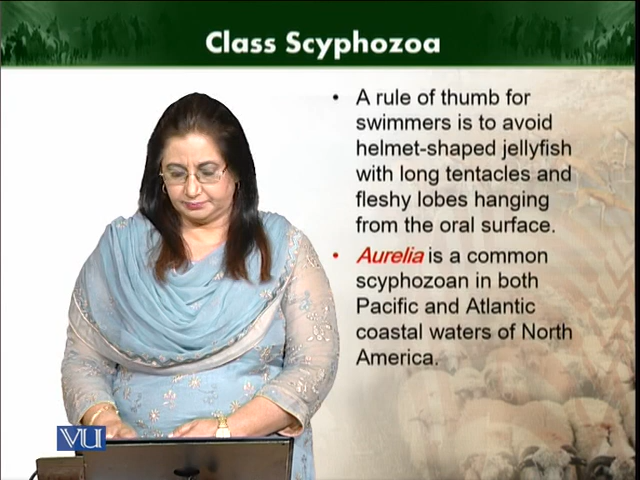 Class Scyphozoa
• A rule of thumb for
swimmers is to avoid
helmet-shaped jellyfish
with long tentacles and
fleshy lobes hanging
from the oral surface.
• Aurelia is a common
scyphozoan in both
Pacific and Atlantic
coastal waters of North
America.
VU